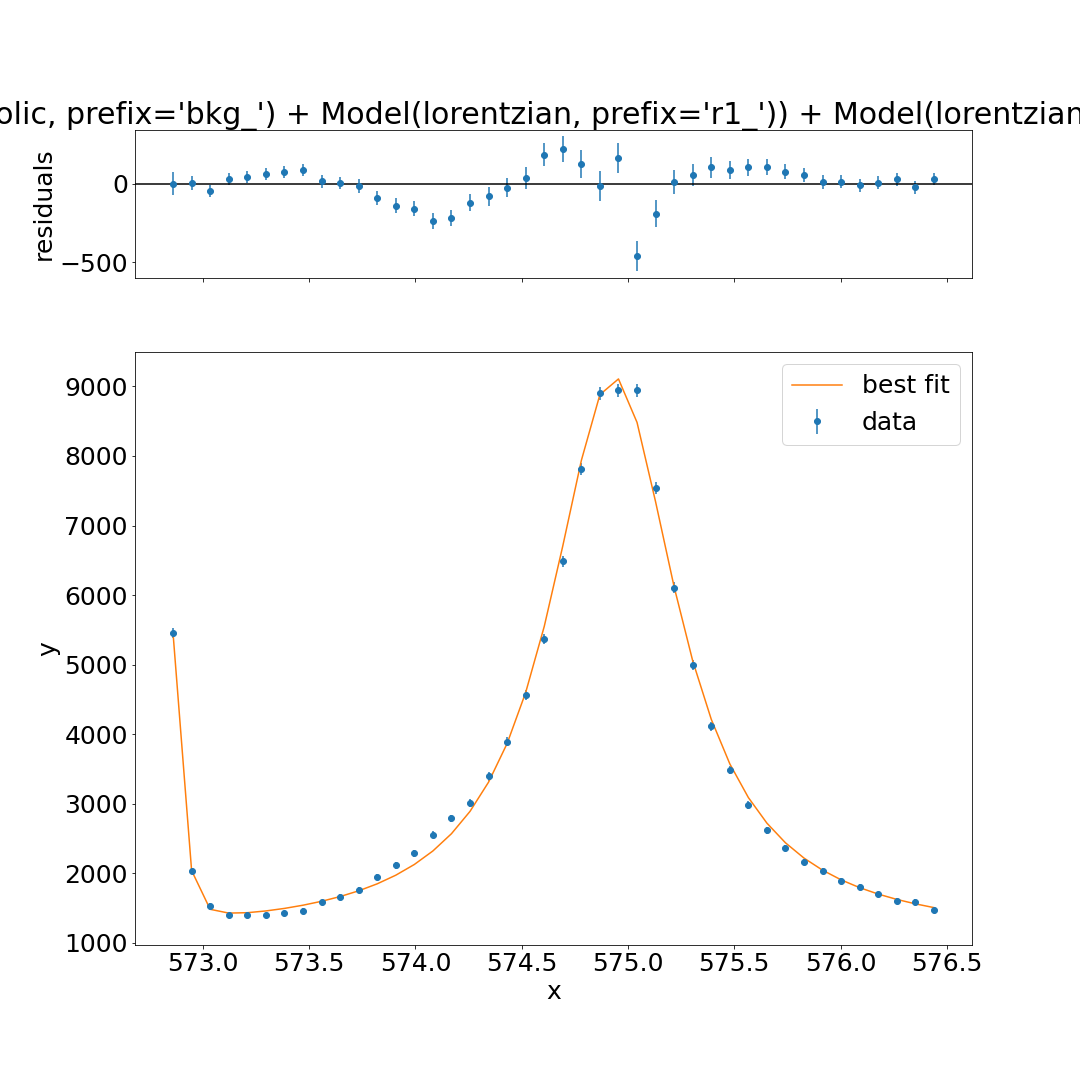 olic, prefix='bkg_') + Model(lorentzian, prefix='r1_')) + Model(lorentzian
residuals
0
−500
9000
8000
7000
6000
5000
4000
3000
2000
1000
y
best fit
data
573.0 573.5 574.0 574.5 575.0 575.5 576.0 576.5
x